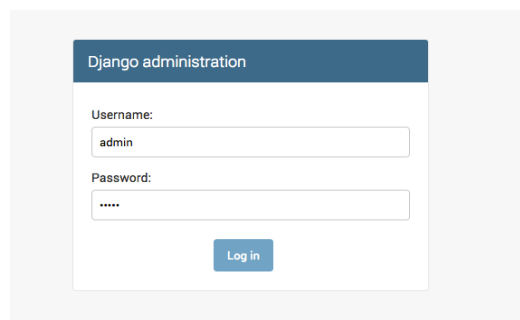 Django administration
Username:
admin
Password:
•••••
Log in